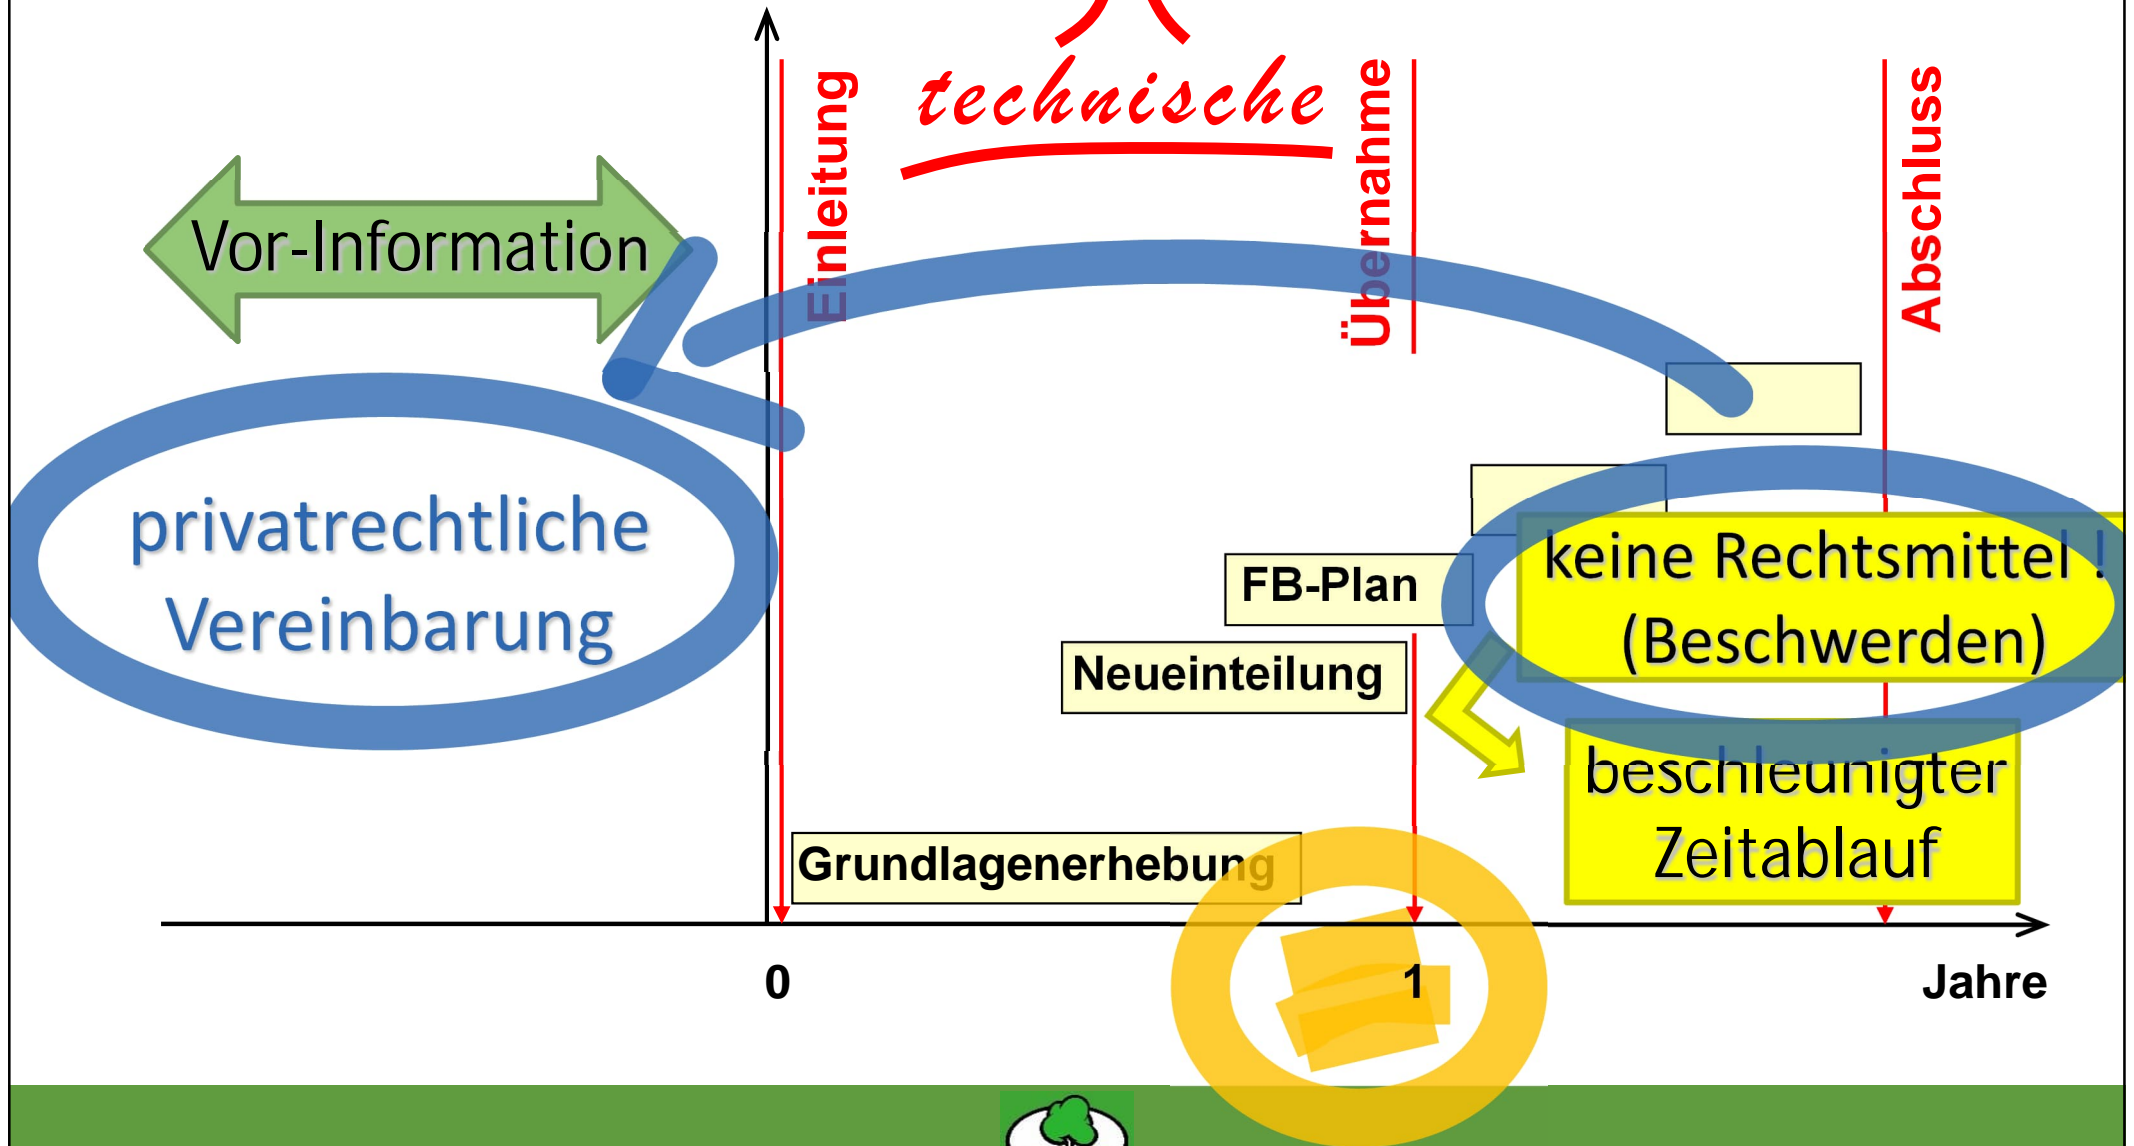 technische
Einleitung
Übernahme
Abschluss
Vor-Information
privatrechtliche
Vereinbarung
keine Rechtsmittel !
(Beschwerden)
FB-Plan
Neueinteilung
beschleunigter
Zeitablauf
Grundlagenerhebung
0
1
Jahre